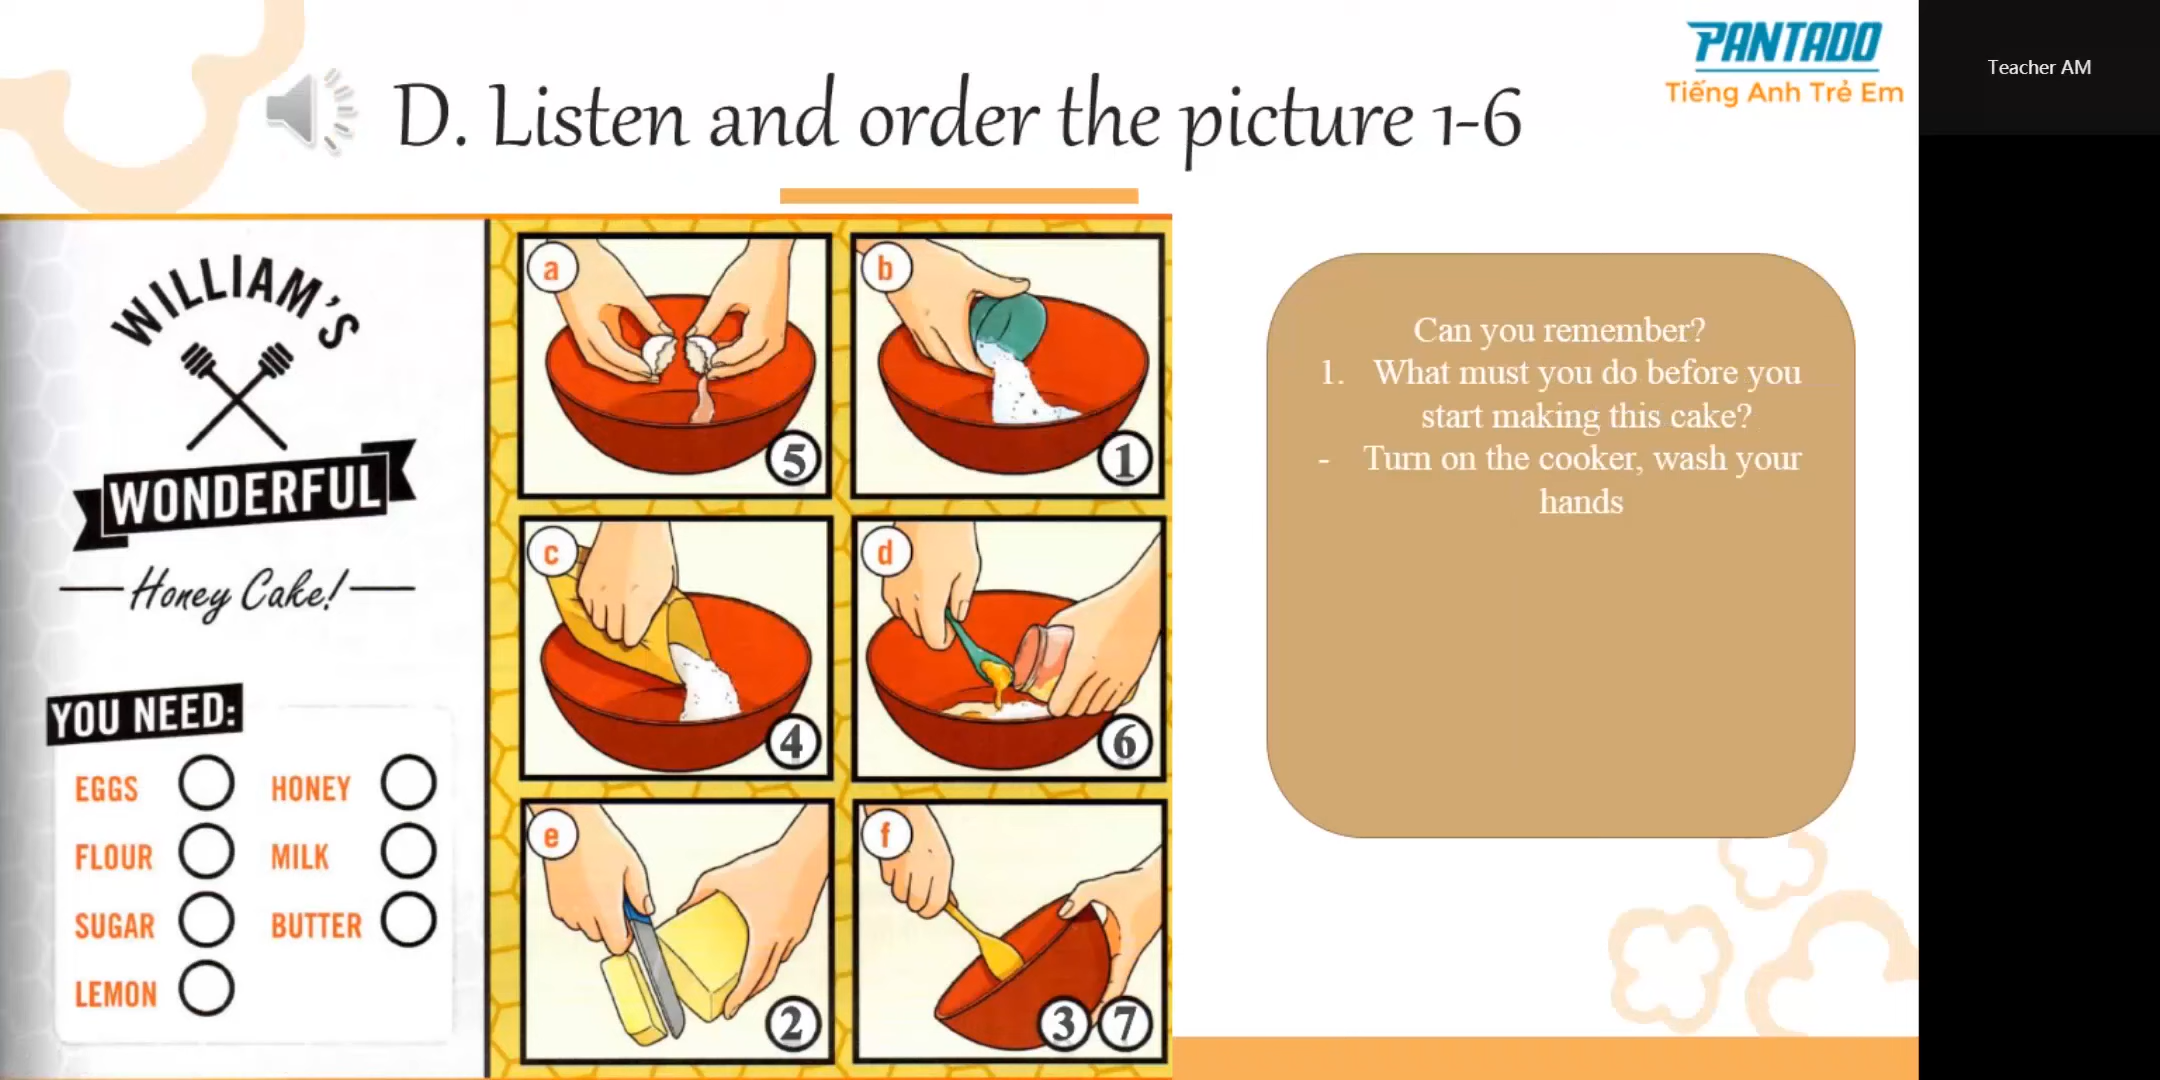 PANTADO
Tiếng Anh Trẻ Em
Teacher AM
D. Listen and order the picture 1-6
WILLIAM'S
WONDERFUL
Honey Cake!
YOU NEED:
EGGS HONEY
FLOUR MILK
SUGAR BUTTER
LEMON
a
5
b
1
c
4
d
6
e
2
f
3 7
Can you remember?
1. What must you do before you
start making this cake?
- Turn on the cooker, wash your
hands